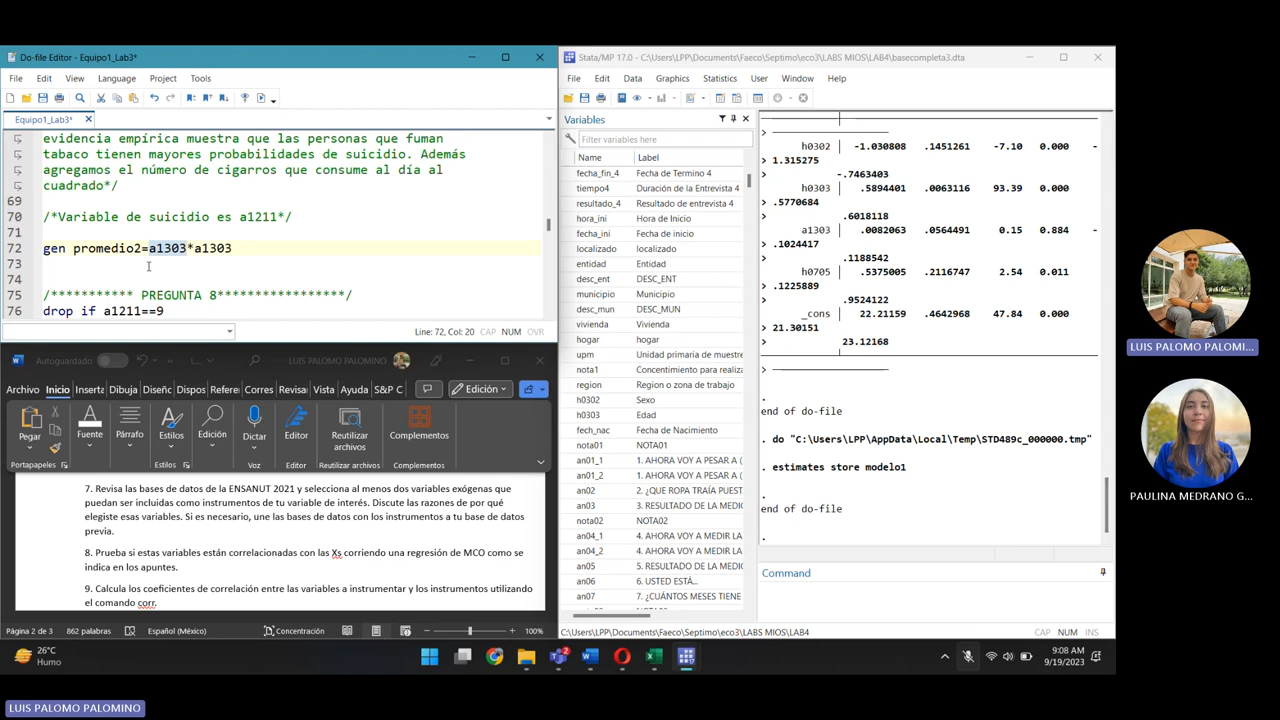 Do-file Editor - Equipo1_Lab3*
File Edit View Language Project Tools
Equipo1_Lab3*
evidencia empírica muestra que las personas que fuman
tabaco tienen mayores probabilidades de suicidio. Además
agregamos el número de cigarros que consume al día al
cuadrado*/
69
70 /*Variable de suicidio es a1211*/
71
72 gen promedio2=a1303*a1303
73
74
75 /*********** PREGUNTA 8*****************/
76 drop if a1211==9
Line: 72, Col: 20 CAP NUM OVR
Autoguardado LUIS PALOMO PALOMINO
Archivo Inicio Inserta Dibuja Diseñ Dispos Referen Corres Revisa Vista Ayuda S&P C Edición
Pegar Fuente Párrafo Estilos Edición Dictar Editor Reutilizar archivos Complementos
Portapapeles Estilos Voz Editor Reutilizar archivos Complementos
7. Revisa las bases de datos de la ENSANUT 2021 y selecciona al menos dos variables exógenas que
puedan ser incluidas como instrumentos de tu variable de interés. Discute las razones de por qué
elegiste esas variables. Si es necesario, une las bases de datos con los instrumentos a tu base de datos
previa.
8. Prueba si estas variables están correlacionadas con las Xs corriendo una regresión de MCO como se
indica en los apuntes.
9. Calcula los coeficientes de correlación entre las variables a instrumentar y los instrumentos utilizando
el comando corr.
Página 2 de 3 862 palabras Español (México) Concentración 100%
Stata/MP 17.0 - C:\Users\LPP\Documents\Faeco\Septimo\eco3\LABS MIOS\LAB4\basecompleta3.dta
File Edit Data Graphics Statistics User Window Help
Variables
Filter variables here
Name Label
fecha_fin_4 Fecha de Termino 4
tiempo4 Duración de la Entrevista 4
resultado_4 Resultado de entrevista 4
hora_ini Hora de Inicio
fecha_ini Fecha de inicio
localizado localizado
entidad Entidad
desc_ent DESC_ENT
municipio Municipio
desc_mun DESC_MUN
vivienda Vivienda
hogar hogar
upm Unidad primaria de muestre
nota1 Concentimiento para realiza
region Region o zona de trabajo
h0302 Sexo
h0303 Edad
fech_nac Fecha de Nacimiento
nota01 NOTA01
an01_1 1. AHORA VOY A PESAR A (
an01_2 1. AHORA VOY A PESAR A (
an02 2. ¿QUE ROPA TRAÍA PUEST
an03 3. RESULTADO DE LA MEDIC
nota02 NOTA02
an04_1 4. AHORA VOY A MEDIR LA
an04_2 4. AHORA VOY A MEDIR LA
an05 5. RESULTADO DE LA MEDIC
an06 6. USTED ESTÁ...
an07 7. ¿CUÁNTOS MESES TIENE
>
h0302 | -1.030808 .1451261 -7.10 0.000 -
> 1.315275
-.7463403
h0303 | .5894401 .0063116 93.39 0.000
> .5770684
.6018118
a1303 | .0082063 .0564491 0.15 0.884 -
> .1024417
.1188542
h0705 | .5375005 .2116747 2.54 0.011
> .1225889
.9524122
_cons | 22.21159 .4642968 47.84 0.000
> 21.30151
23.12168
>
.
end of do-file
. do "C:\Users\LPP\AppData\Local\Temp\STD489c_000000.tmp"
. estimates store modelo1
.
end of do-file
.
Command
C:\Users\LPP\Documents\Faeco\Septimo\eco3\LABS MIOS\LAB4 CAP NUM INS
26°C
Humo
2
9:08 AM
9/19/2023
LUIS PALOMO PALOMI...
PAULINA MEDRANO G...
LUIS PALOMO PALOMINO